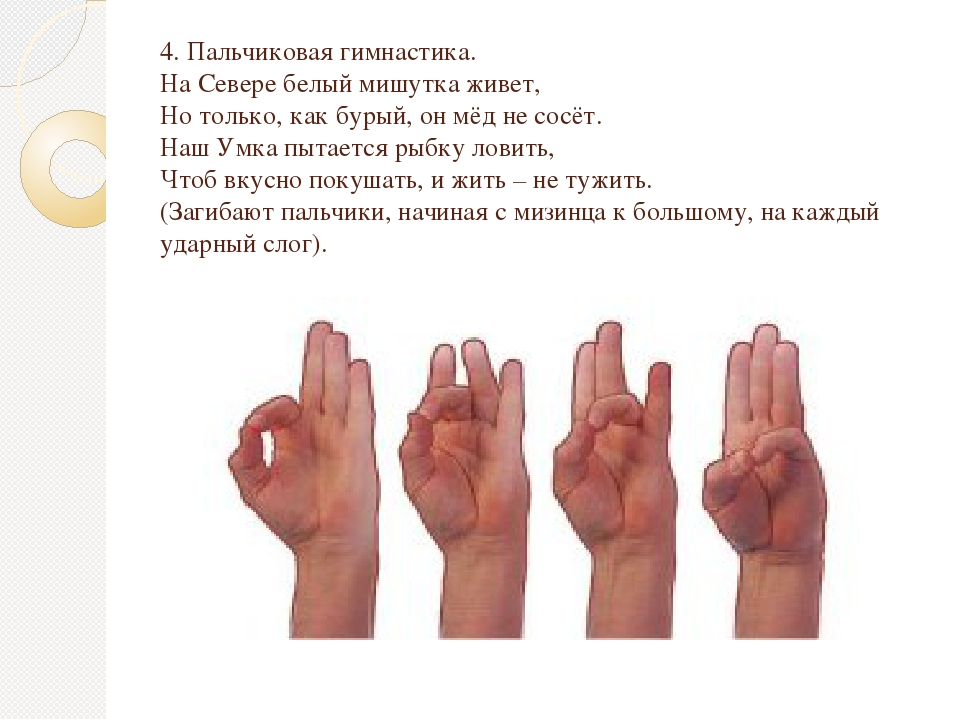 4. Пальчиковая гимнастика.
На Севере белый мишутка живет,
Но только, как бурый, он мёд не сосёт.
Наш Умка пытается рыбку ловить,
Чтоб вкусно покушать, и жить – не тужить.
(Загибают пальчики, начиная с мизинца к большому, на каждый
ударный слог).